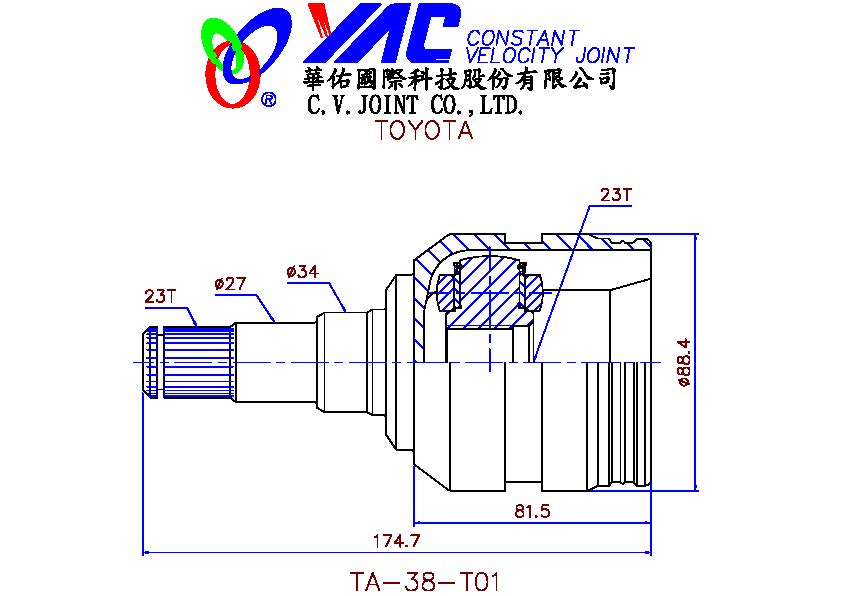 YAC CONSTANT
VELOCITY JOINT
華佑國際科技股份有限公司
®
C.V.JOINT CO.,LTD.
TOYOTA
23T
ø34
ø27
23T
ø88.4
81.5
174.7
TA-38-T01